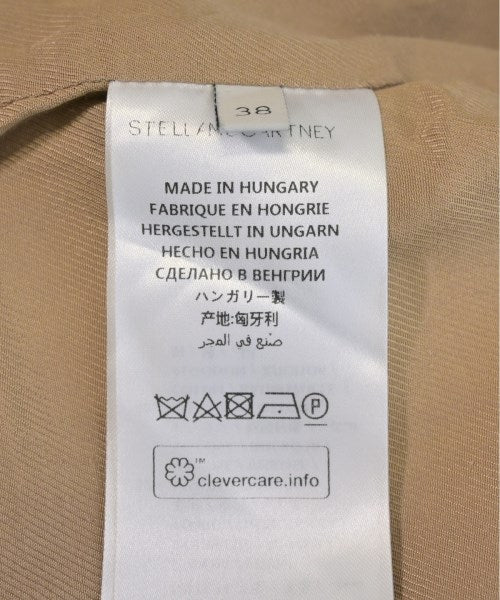 38
STELLA McCARTNEY
MADE IN HUNGARY
FABRIQUE EN HONGRIE
HERGESTELLT IN UNGARN
HECHO EN HUNGRIA
СДЕЛАНО В ВЕНГРИИ
ハンガリー製
产地:匈牙利
صنع في المجر
P
™ clevercare.info